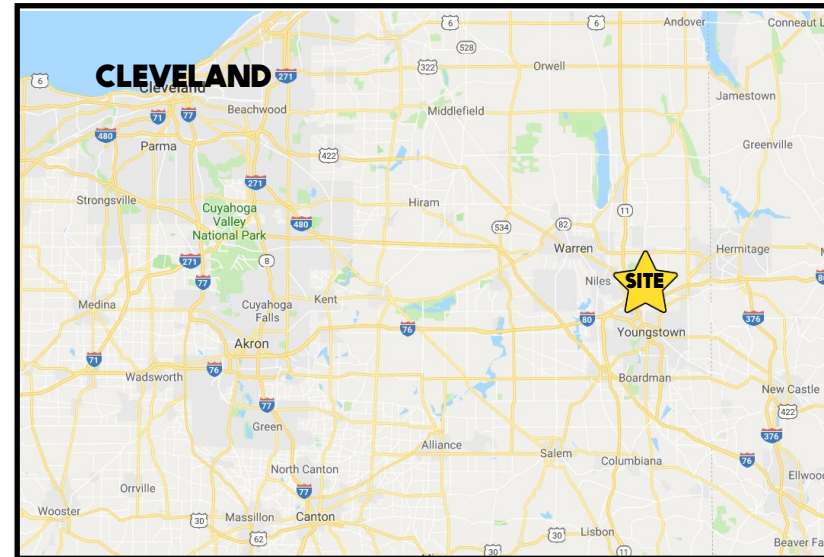 6
6
Andover
Conneaut L
528
322
Orwell
CLEVELAND
Cleveland
271
6
Jamestown
Beachwood
Middlefield
71
77
480
Parma
Greenville
422
271
Strongsville
Cuyahoga
Valley
National Park
Hiram
11
480
534
82
Warren
Hermitage
8
271
77
Niles
SITE
80
Medina
Cuyahoga
Falls
Kent
80
376
76
Youngstown
Akron
71
76
Wadsworth
Boardman
New Castle
77
422
Green
376
Alliance
Salem
Columbiana
76
North Canton
Ellwoo
Orrville
77
Wooster
30
Massillon
Canton
62
30
Lisbon
30
11
Beaver Fa